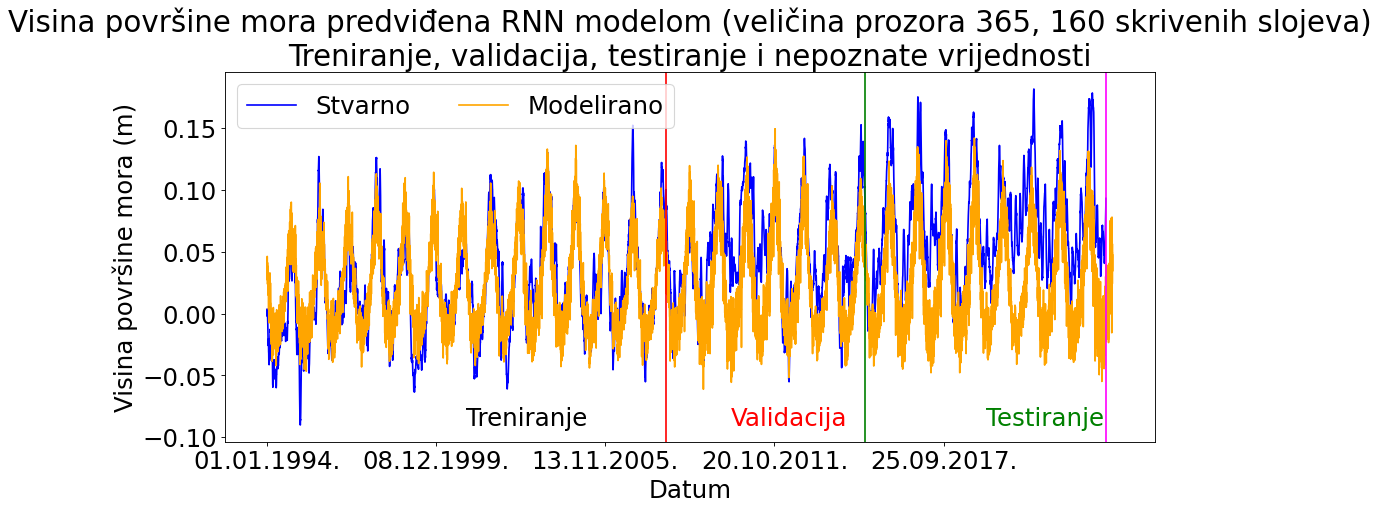 Visina površine mora predviđena RNN modelom (veličina prozora 365, 160 skrivenih slojeva)
Treniranje, validacija, testiranje i nepoznate vrijednosti
Stvarno
Modelirano
Visina površine mora (m)
0.15
0.10
0.05
0.00
−0.05
−0.10
Treniranje
Validacija
Testiranje
01.01.1994.
08.12.1999.
13.11.2005.
20.10.2011.
25.09.2017.
Datum